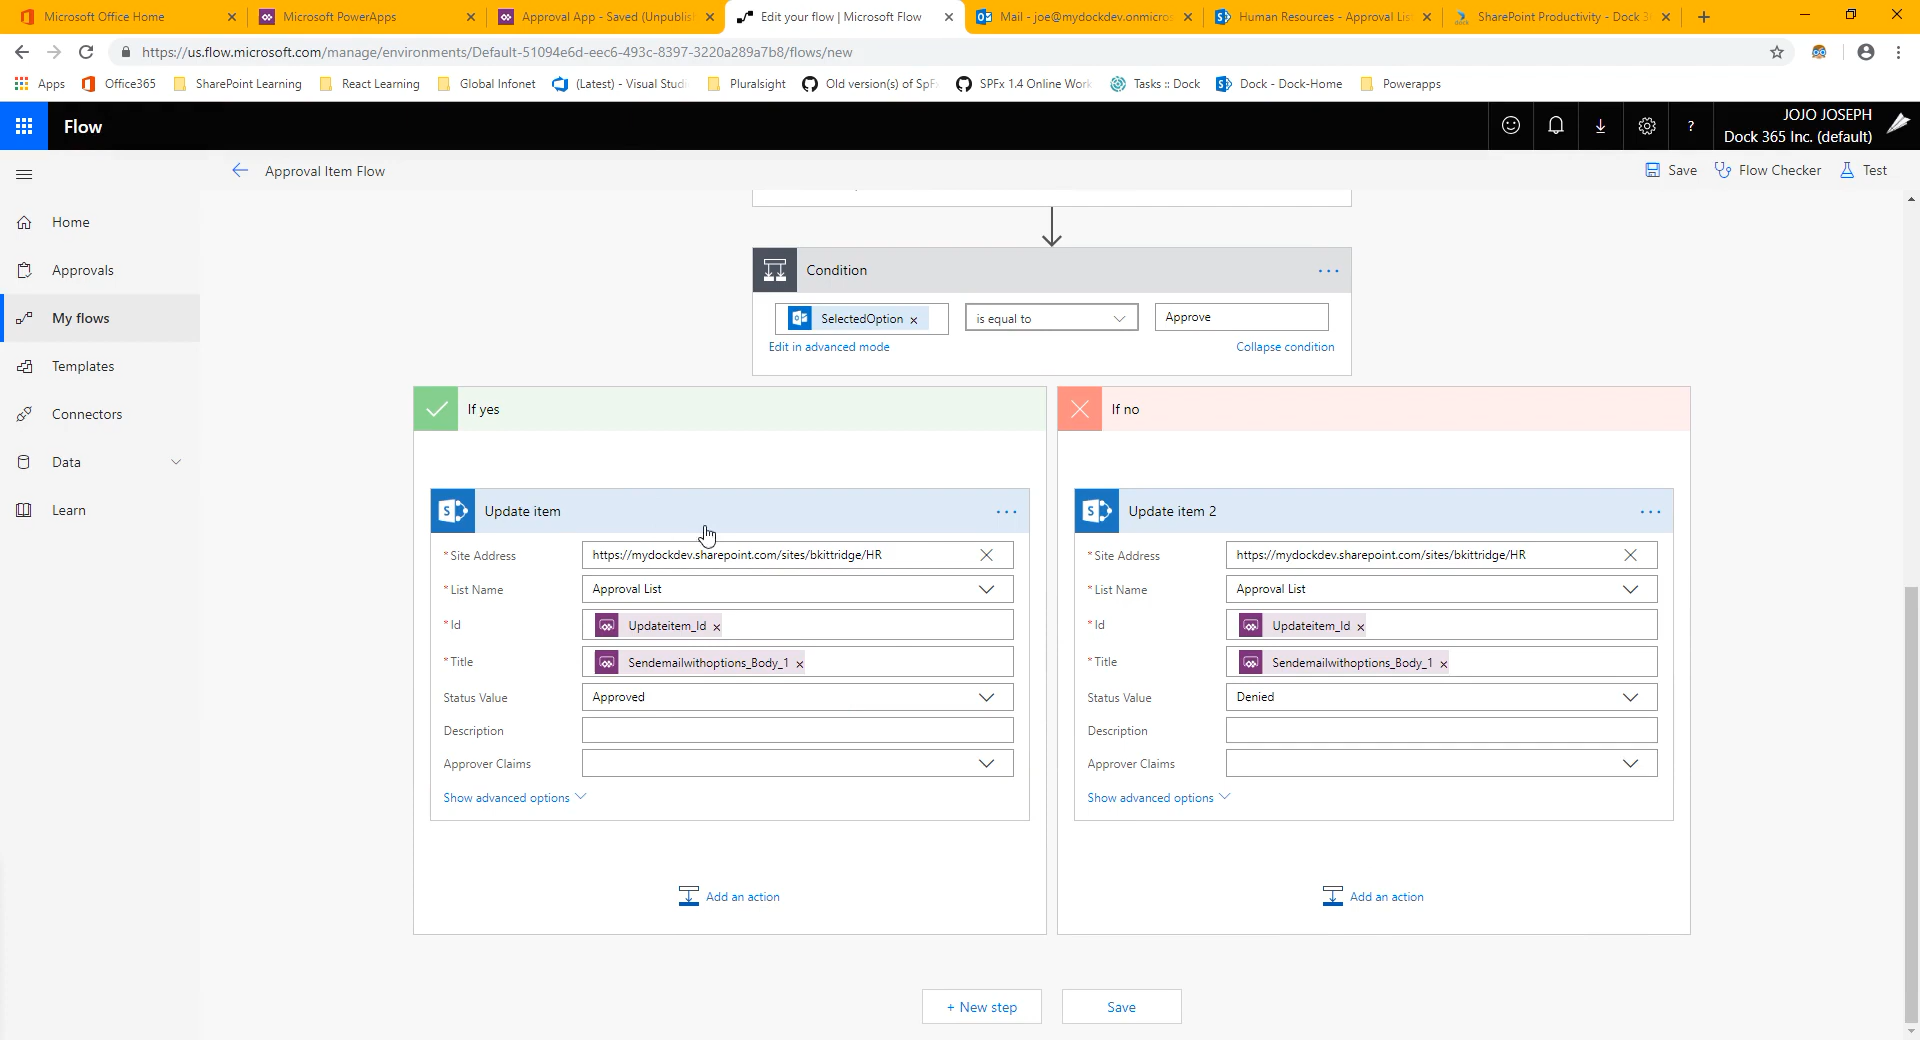 Microsoft Office Home
Microsoft PowerApps
Approval App - Saved (Unpublis
Edit your flow | Microsoft Flow
Mail - joe@mydockdev.onmicros
Human Resources - Approval Lis
SharePoint Productivity - Dock 3
https://us.flow.microsoft.com/manage/environments/Default-51094e6d-eec6-493c-8397-3220a289a7b8/flows/new
Apps
Office365
SharePoint Learning
React Learning
Global Infonet
(Latest) - Visual Studi
Pluralsight
Old version(s) of SpF
SPFx 1.4 Online Work
Tasks :: Dock
Dock - Dock-Home
Powerapps
Flow
?
JOJO JOSEPH
Dock 365 Inc. (default)
Approval Item Flow
Save
Flow Checker
Test
Home
Approvals
My flows
Templates
Connectors
Data
Learn
Condition
...
SelectedOption ×
is equal to
Approve
Edit in advanced mode
Collapse condition
If yes
If no
Update item
...
* Site Address
https://mydockdev.sharepoint.com/sites/bkittridge/HR
* List Name
Approval List
* Id
Updateitem_Id ×
* Title
Sendemailwithoptions_Body_1 ×
Status Value
Approved
Description
Approver Claims
Show advanced options
Add an action
Update item 2
...
* Site Address
https://mydockdev.sharepoint.com/sites/bkittridge/HR
* List Name
Approval List
* Id
Updateitem_Id ×
* Title
Sendemailwithoptions_Body_1 ×
Status Value
Denied
Description
Approver Claims
Show advanced options
Add an action
+ New step
Save